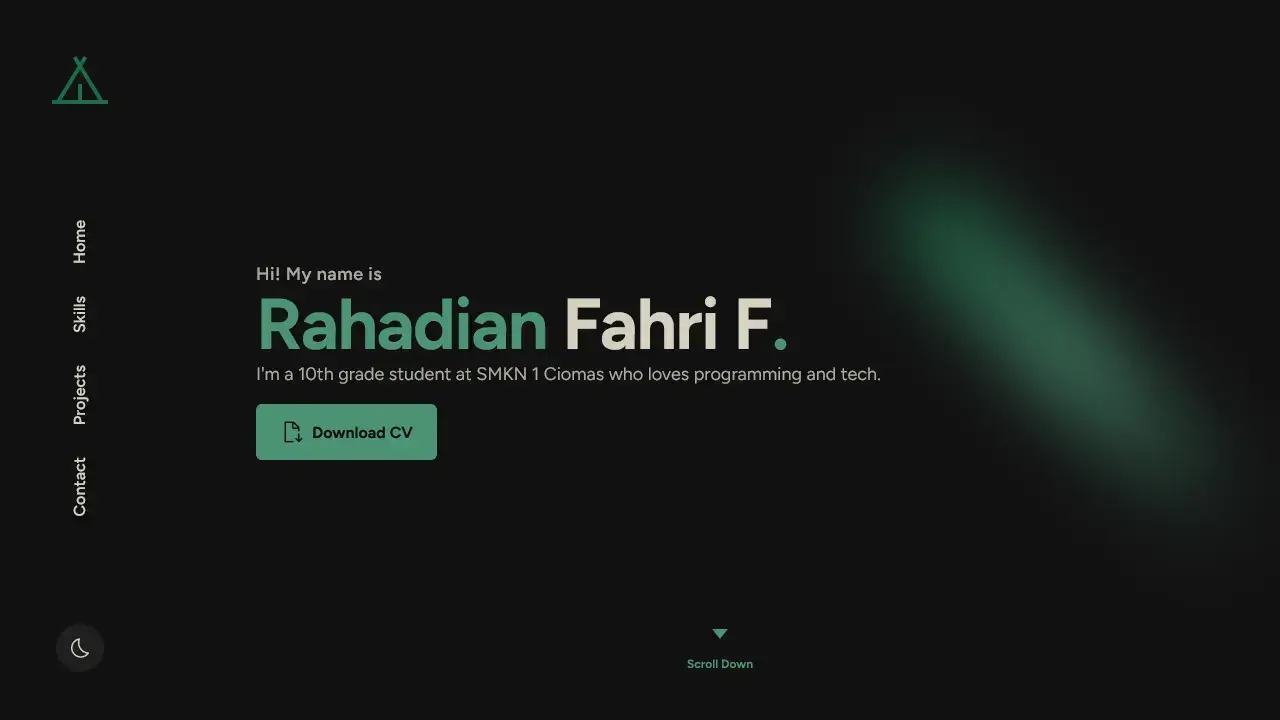 Home
Skills
Projects
Contact
Hi! My name is
Rahadian Fahri F.
I'm a 10th grade student at SMKN 1 Ciomas who loves programming and tech.
Download CV
Scroll Down